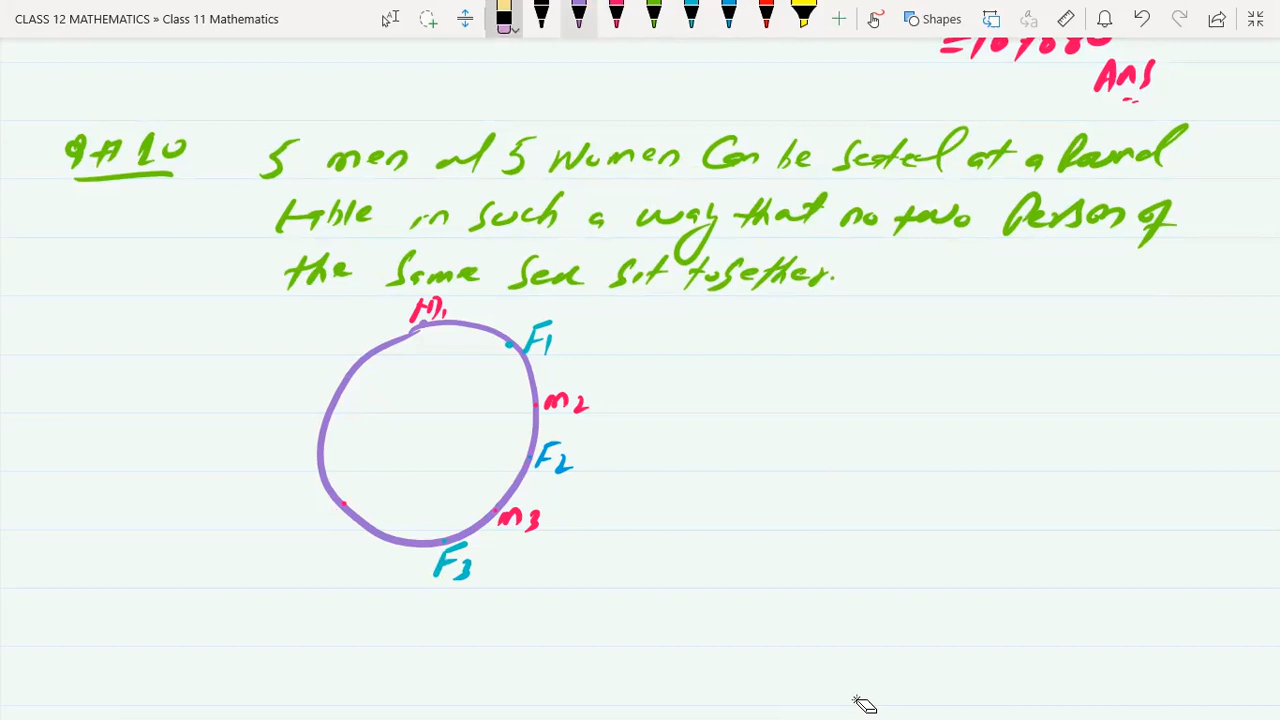 CLASS 12 MATHEMATICS » Class 11 Mathematics
Shapes
Ans
Q#10 5 men and 5 Women Can be Seated at a Round
table in such a way that no two Person of
the Same Sex sit together.
M1
F1
m2
F2
m3
F3